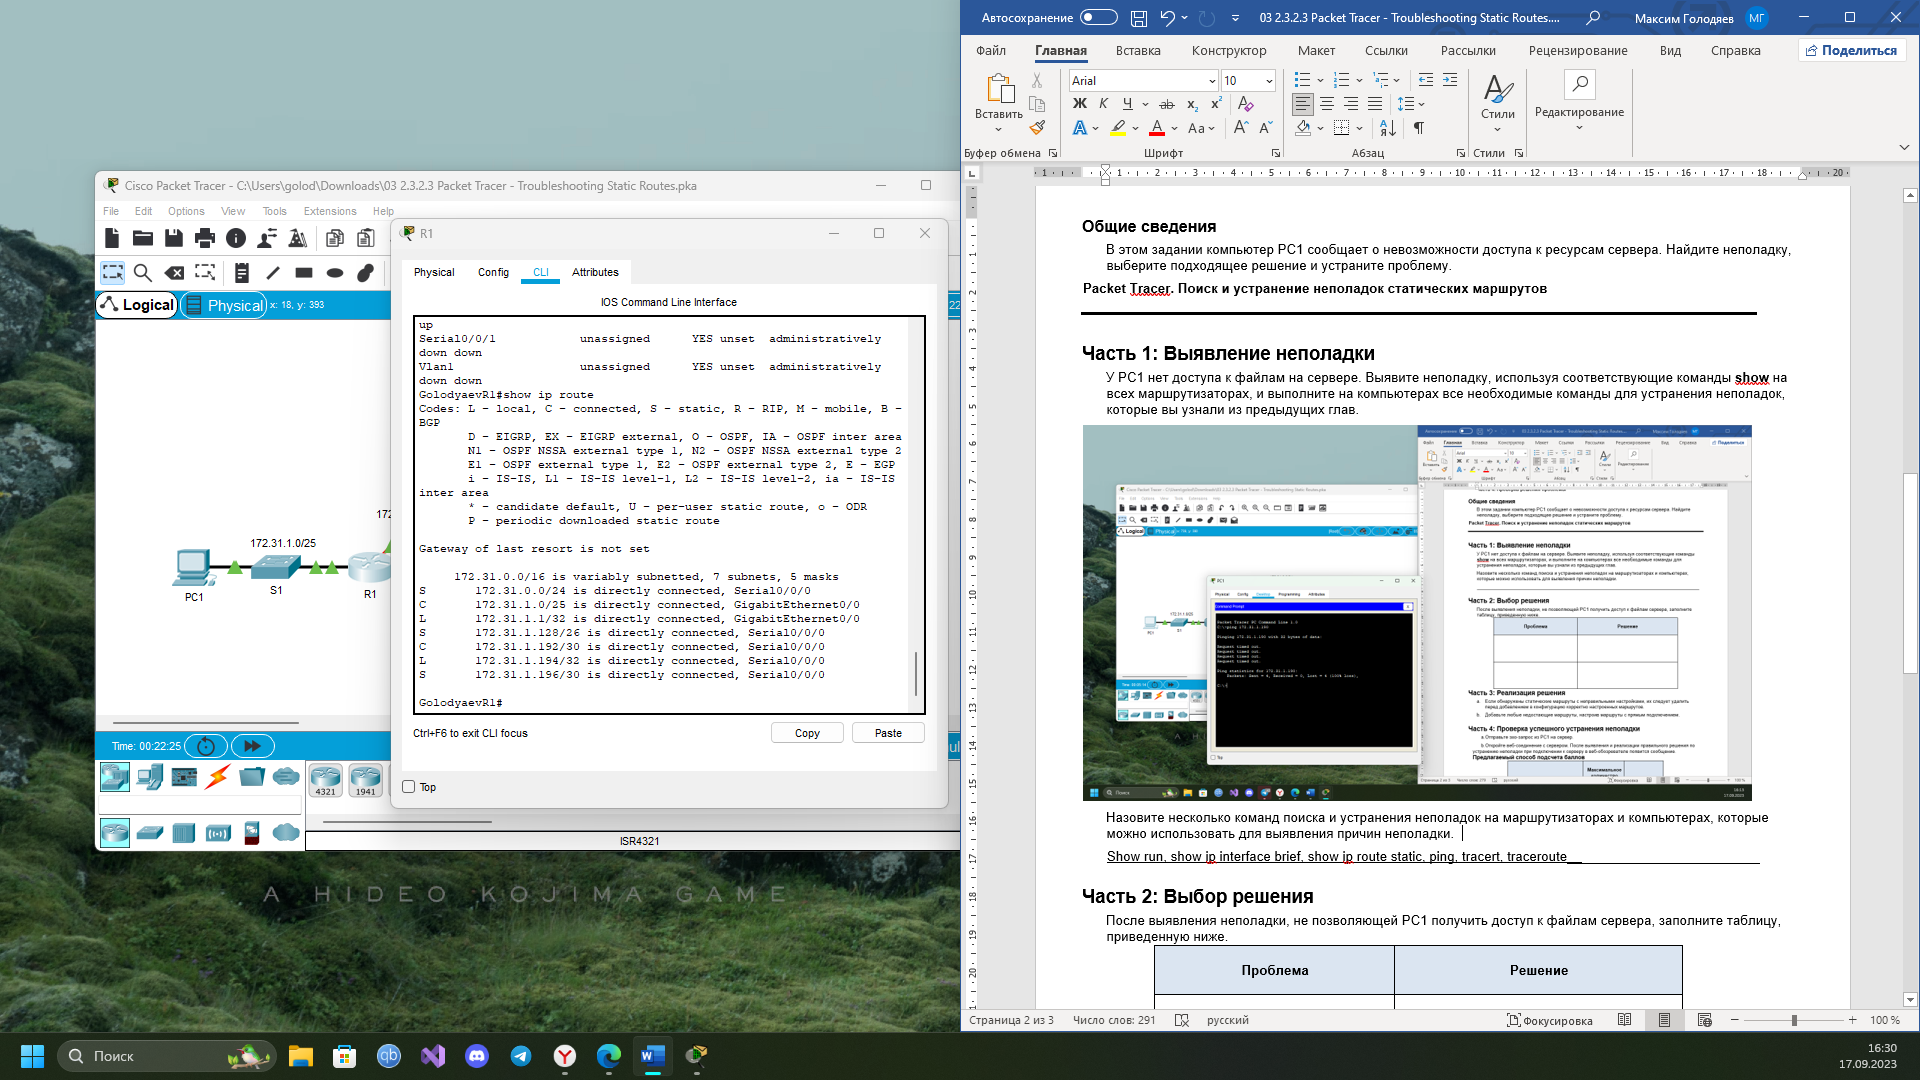 Cisco Packet Tracer - C:\Users\golod\Downloads\03 2.3.2.3 Packet Tracer - Troubleshooting Static Routes.pka
File Edit Options View Tools Extensions Help
Logical Physical x: 18, y: 393
172.31.1.0/25
PC1
S1
R1
Time: 00:22:25
4321 1941
ISR4321
A HIDEO KOJIMA GAME
R1
Physical Config CLI Attributes
IOS Command Line Interface
up
Serial0/0/1 unassigned YES unset administratively
down down
Vlan1 unassigned YES unset administratively
down down
GolodyaevR1#show ip route
Codes: L - local, C - connected, S - static, R - RIP, M - mobile, B -
BGP
D - EIGRP, EX - EIGRP external, O - OSPF, IA - OSPF inter area
N1 - OSPF NSSA external type 1, N2 - OSPF NSSA external type 2
E1 - OSPF external type 1, E2 - OSPF external type 2, E - EGP
i - IS-IS, L1 - IS-IS level-1, L2 - IS-IS level-2, ia - IS-IS
inter area
* - candidate default, U - per-user static route, o - ODR
P - periodic downloaded static route
Gateway of last resort is not set
172.31.0.0/16 is variably subnetted, 7 subnets, 5 masks
S 172.31.0.0/24 is directly connected, Serial0/0/0
C 172.31.1.0/25 is directly connected, GigabitEthernet0/0
L 172.31.1.1/32 is directly connected, GigabitEthernet0/0
S 172.31.1.128/26 is directly connected, Serial0/0/0
C 172.31.1.192/30 is directly connected, Serial0/0/0
L 172.31.1.194/32 is directly connected, Serial0/0/0
S 172.31.1.196/30 is directly connected, Serial0/0/0
GolodyaevR1#
Ctrl+F6 to exit CLI focus Copy Paste
Top
Автосохранение 03 2.3.2.3 Packet Tracer - Troubleshooting Static Routes.... Максим Голодяев МГ
Файл Главная Вставка Конструктор Макет Ссылки Рассылки Рецензирование Вид Справка Поделиться
Вставить Arial 10 Стили Редактирование
Буфер обмена Шрифт Абзац Стили
Общие сведения
В этом задании компьютер PC1 сообщает о невозможности доступа к ресурсам сервера. Найдите неполадку,
выберите подходящее решение и устраните проблему.
Packet Tracer. Поиск и устранение неполадок статических маршрутов
Часть 1: Выявление неполадки
У PC1 нет доступа к файлам на сервере. Выявите неполадку, используя соответствующие команды show на
всех маршрутизаторах, и выполните на компьютерах все необходимые команды для устранения неполадок,
которые вы узнали из предыдущих глав.
Назовите несколько команд поиска и устранения неполадок на маршрутизаторах и компьютерах, которые
можно использовать для выявления причин неполадки.
Show run, show ip interface brief, show ip route static, ping, tracert, traceroute
Часть 2: Выбор решения
После выявления неполадки, не позволяющей PC1 получить доступ к файлам сервера, заполните таблицу,
приведенную ниже.
Проблема Решение
Страница 2 из 3 Число слов: 291 русский Фокусировка 100 %
Поиск
16:30
17.09.2023